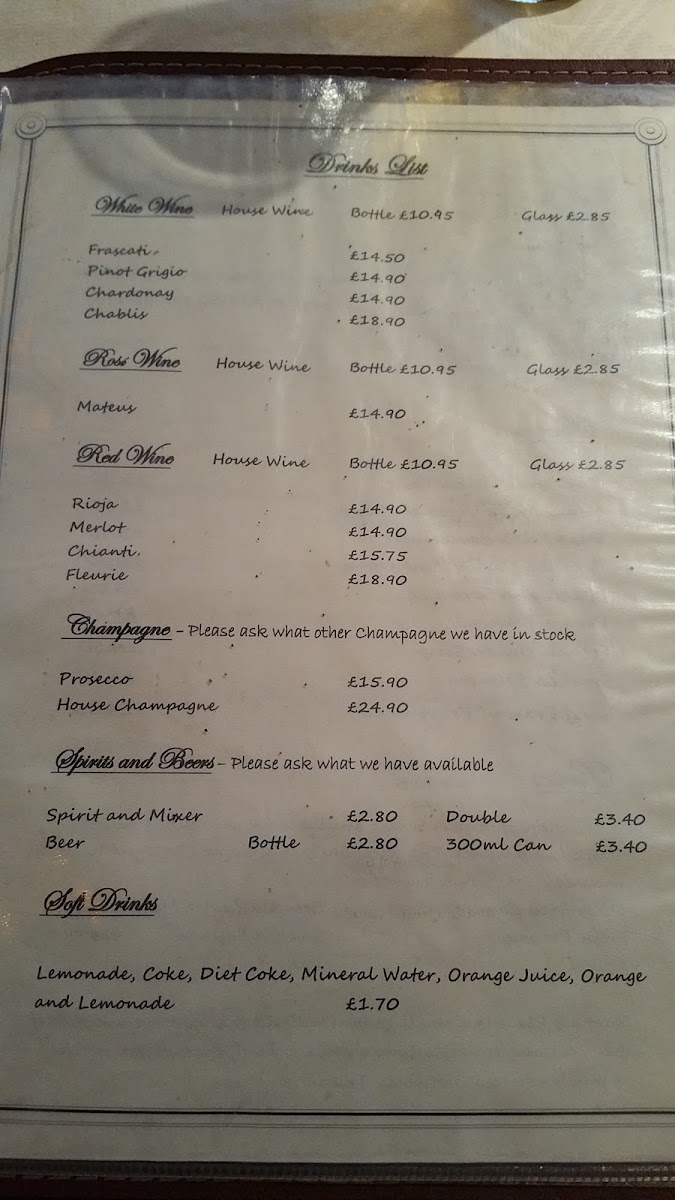 Drinks List
White Wine House Wine Bottle £10.95 Glass £2.85
Frascati £14.50
Pinot Grigio £14.90
Chardonay £14.90
Chablis £18.90
Rosé Wine House Wine Bottle £10.95 Glass £2.85
Mateus £14.90
Red Wine House Wine Bottle £10.95 Glass £2.85
Rioja £14.90
Merlot £14.90
Chianti £15.75
Fleurie £18.90
Champagne – Please ask what other Champagne we have in stock
Prosecco £15.90
House Champagne £24.90
Spirits and Beers – Please ask what we have available
Spirit and Mixer £2.80 Double £3.40
Beer Bottle £2.80 300ml Can £3.40
Soft Drinks
Lemonade, Coke, Diet Coke, Mineral Water, Orange Juice, Orange
and Lemonade £1.70